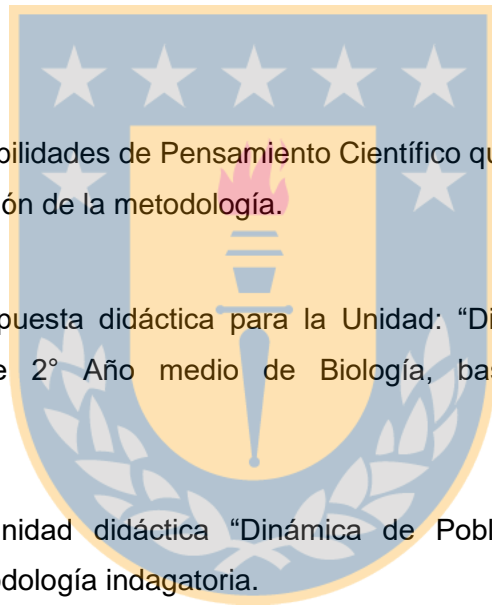 bilidades de Pensamiento Científico qu
ón de la metodología.
puesta didáctica para la Unidad: “Di
e 2° Año medio de Biología, bas
nidad didáctica “Dinámica de Pobl
odología indagatoria.